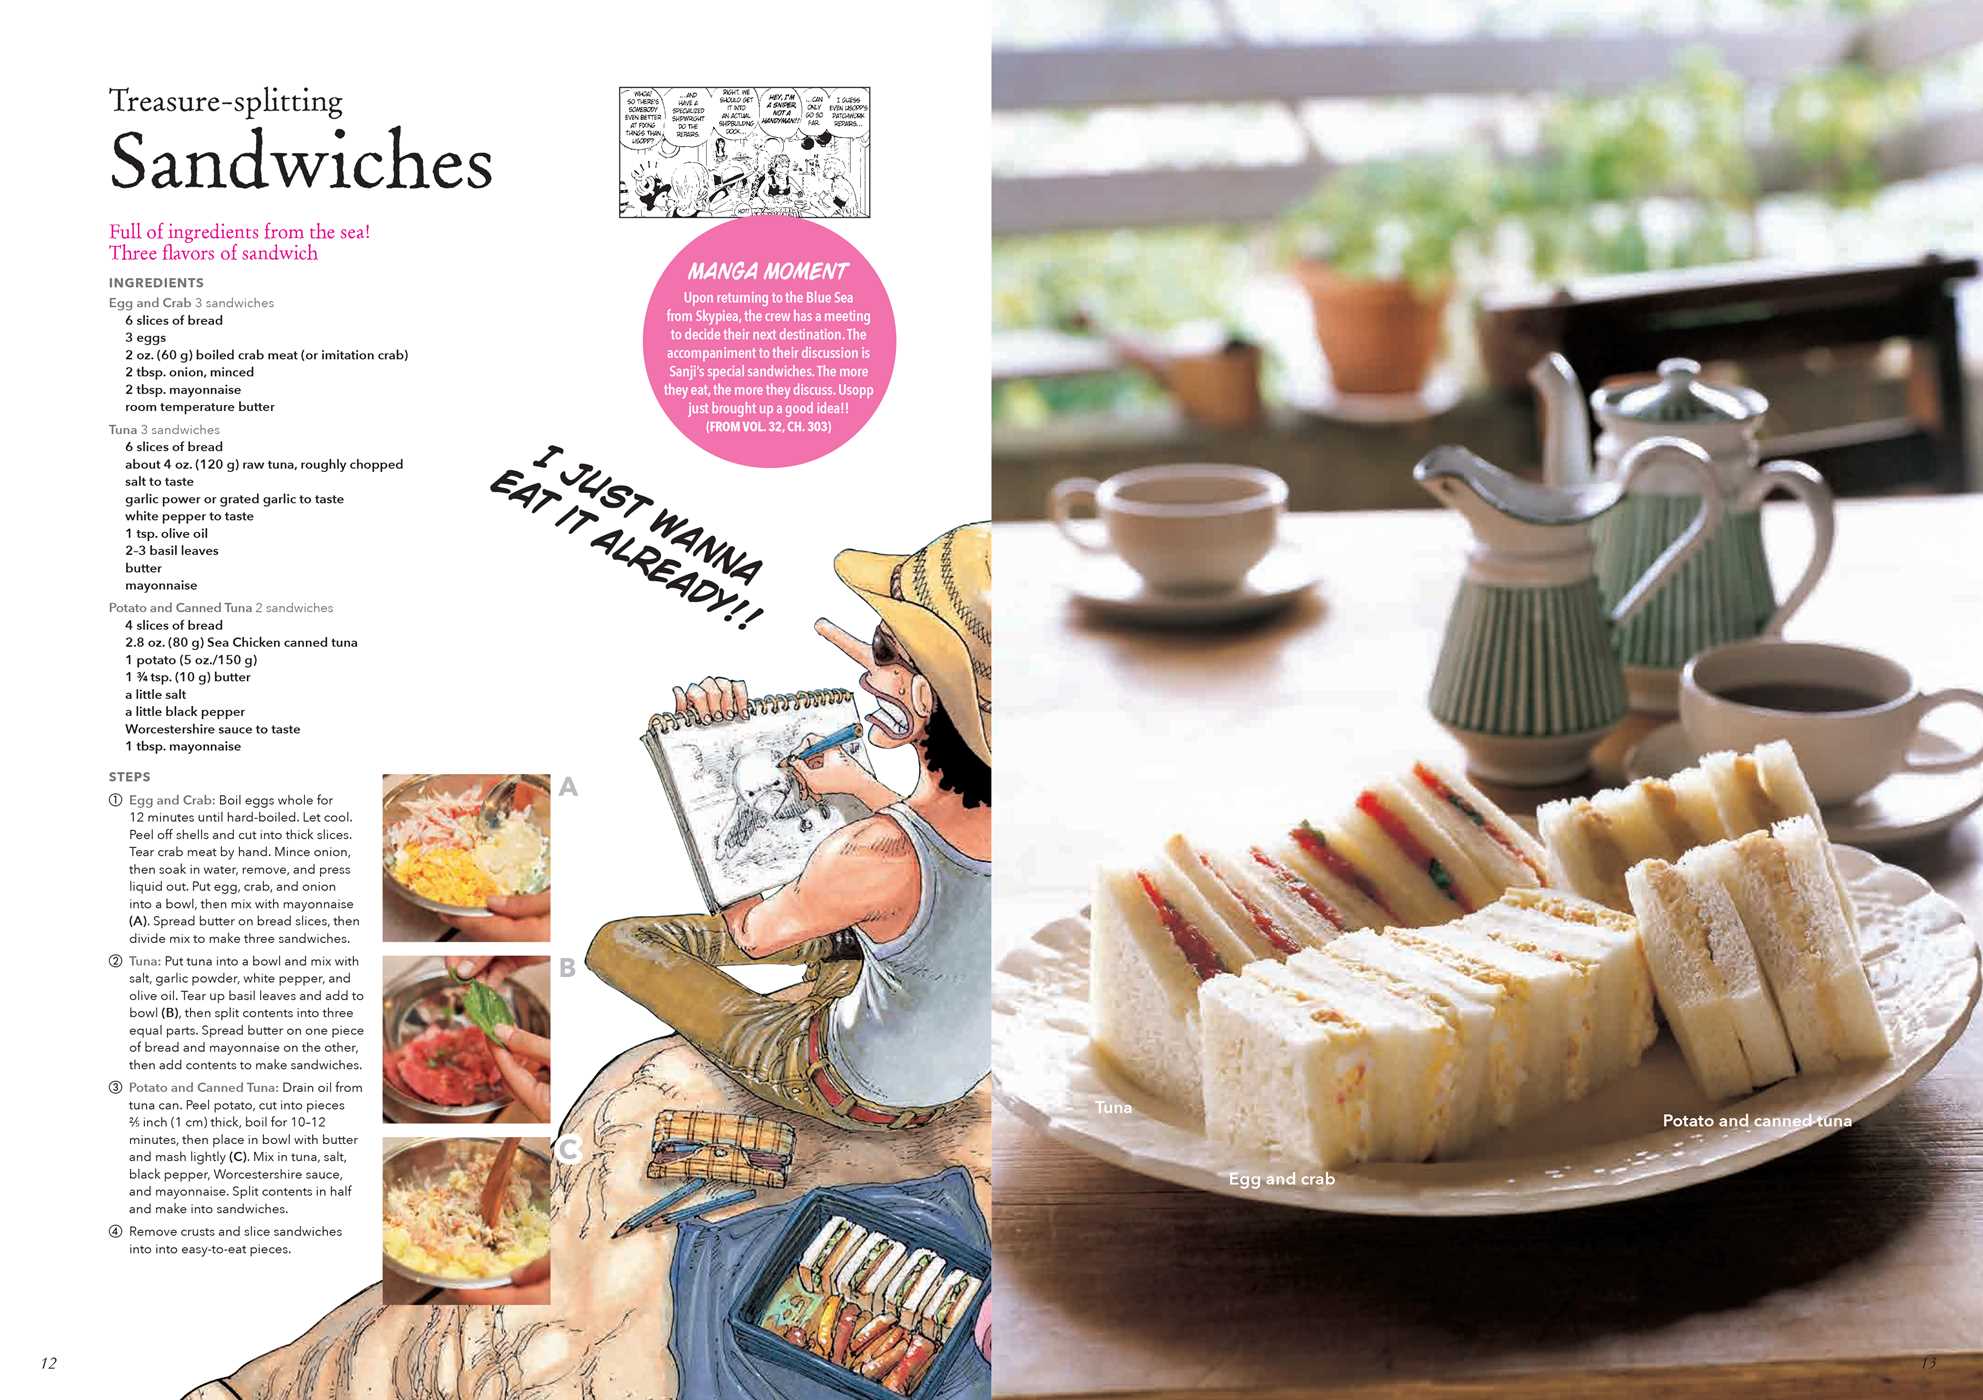 Treasure-splitting
Sandwiches
Full of ingredients from the sea!
Three flavors of sandwich
INGREDIENTS
Egg and Crab 3 sandwiches
6 slices of bread
3 eggs
2 oz. (60 g) boiled crab meat (or imitation crab)
2 tbsp. onion, minced
2 tbsp. mayonnaise
room temperature butter
Tuna 3 sandwiches
6 slices of bread
about 4 oz. (120 g) raw tuna, roughly chopped
salt to taste
garlic power or grated garlic to taste
white pepper to taste
1 tsp. olive oil
2–3 basil leaves
butter
mayonnaise
Potato and Canned Tuna 2 sandwiches
4 slices of bread
2.8 oz. (80 g) Sea Chicken canned tuna
1 potato (5 oz./150 g)
1 ¾ tsp. (10 g) butter
a little salt
a little black pepper
Worcestershire sauce to taste
1 tbsp. mayonnaise
STEPS
① Egg and Crab: Boil eggs whole for
12 minutes until hard-boiled. Let cool.
Peel off shells and cut into thick slices.
Tear crab meat by hand. Mince onion,
then soak in water, remove, and press
liquid out. Put egg, crab, and onion
into a bowl, then mix with mayonnaise
(A). Spread butter on bread slices, then
divide mix to make three sandwiches.
② Tuna: Put tuna into a bowl and mix with
salt, garlic powder, white pepper, and
olive oil. Tear up basil leaves and add to
bowl (B), then split contents into three
equal parts. Spread butter on one piece
of bread and mayonnaise on the other,
then add contents to make sandwiches.
③ Potato and Canned Tuna: Drain oil from
tuna can. Peel potato, cut into pieces
⅖ inch (1 cm) thick, boil for 10–12
minutes, then place in bowl with butter
and mash lightly (C). Mix in tuna, salt,
black pepper, Worcestershire sauce,
and mayonnaise. Split contents in half
and make into sandwiches.
④ Remove crusts and slice sandwiches
into into easy-to-eat pieces.
A
B
C
WHOA!
SO THERE'S
SOMEBODY
EVEN BETTER
AT FIXING
THINGS THAN
USOPP?
...AND
HAVE A
SPECIALIZED
SHIPWRIGHT
DO THE
REPAIRS.
RIGHT. WE
SHOULD GET
IT INTO
AN ACTUAL
SHIPBUILDING
DOCK...
HEY, I'M
A SNIPER,
NOT A
HANDYMAN!!
...CAN
ONLY
GO SO
FAR.
I GUESS
EVEN USOPP'S
PATCHWORK
REPAIRS...
HOT!
MANGA MOMENT
Upon returning to the Blue Sea
from Skypiea, the crew has a meeting
to decide their next destination. The
accompaniment to their discussion is
Sanji's special sandwiches. The more
they eat, the more they discuss. Usopp
just brought up a good idea!!
(FROM VOL. 32, CH. 303)
I JUST WANNA
EAT IT ALREADY!!
12
Tuna
Egg and crab
Potato and canned tuna
13